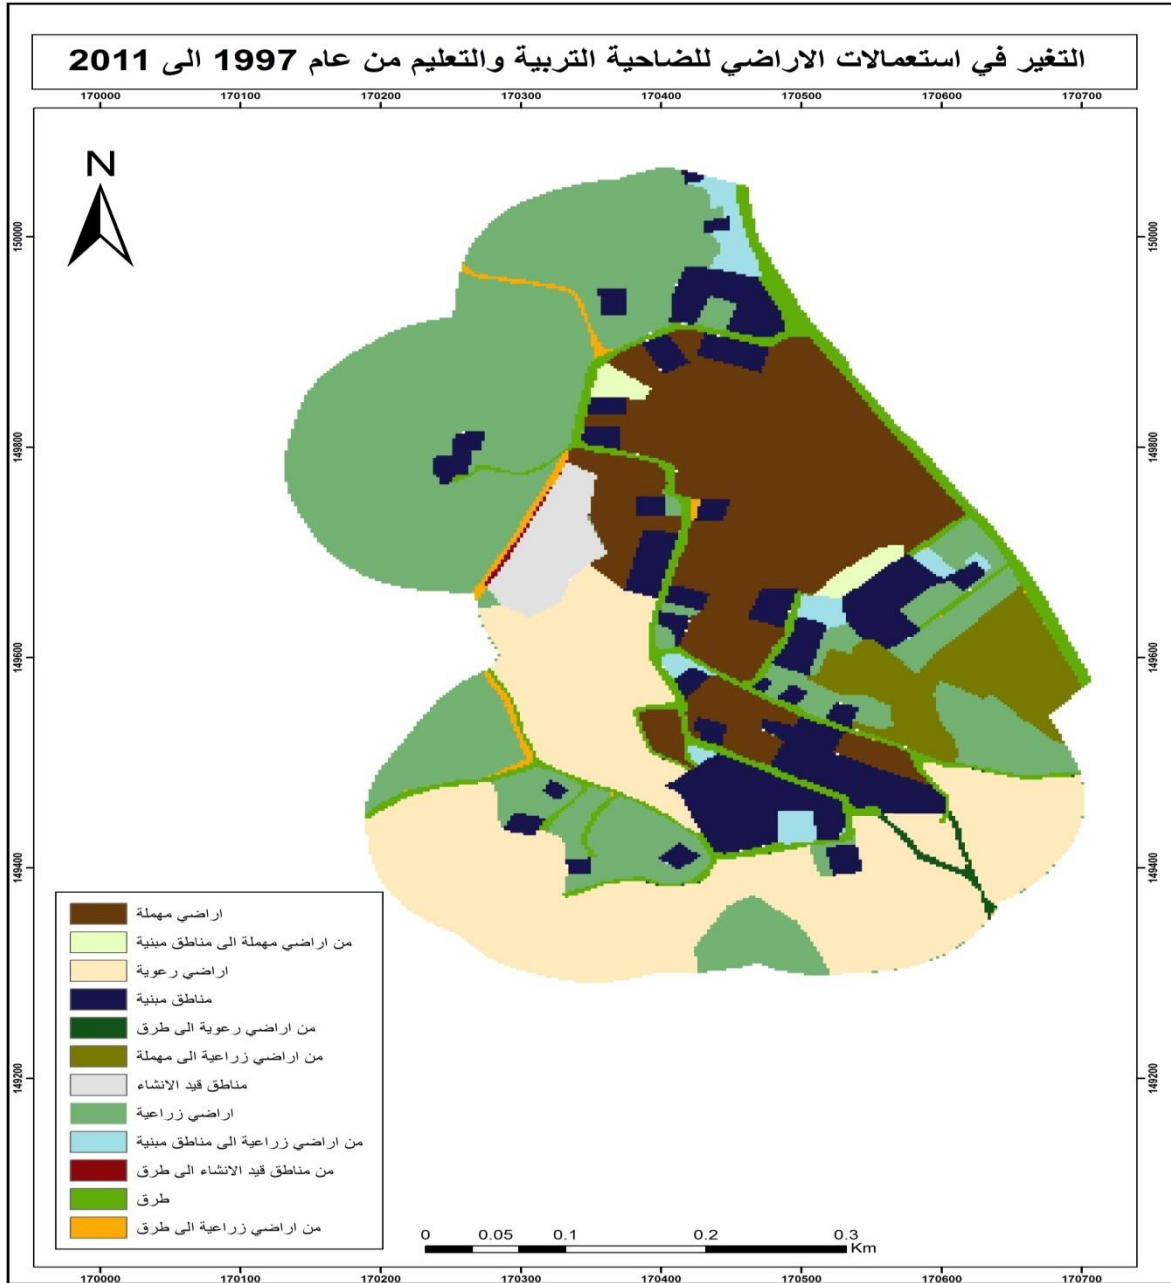 التغير في استعمالات الاراضي للضاحية التربية والتعليم من عام 1997 الى 2011
170000 170100 170200 170300 170400 170500 170600 170700
N
150000 150000
149800 149800
149600 149600
149400 149400
149200 149200
اراضي مهملة
من اراضي مهملة الى مناطق مبنية
اراضي رعوية
مناطق مبنية
من اراضي رعوية الى طرق
من اراضي زراعية الى مهملة
مناطق قيد الانشاء
اراضي زراعية
من اراضي زراعية الى مناطق مبنية
من مناطق قيد الانشاء الى طرق
طرق
من اراضي زراعية الى طرق
0 0.05 0.1 0.2 0.3
Km
170000 170100 170200 170300 170400 170500 170600 170700